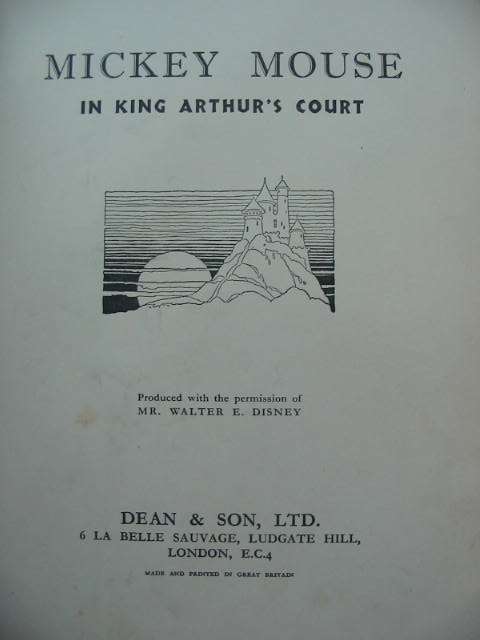 MICKEY MOUSE
IN KING ARTHUR'S COURT
Produced with the permission of
MR. WALTER E. DISNEY
DEAN & SON, LTD.
6 LA BELLE SAUVAGE, LUDGATE HILL,
LONDON, E.C.4
MADE AND PRINTED IN GREAT BRITAIN